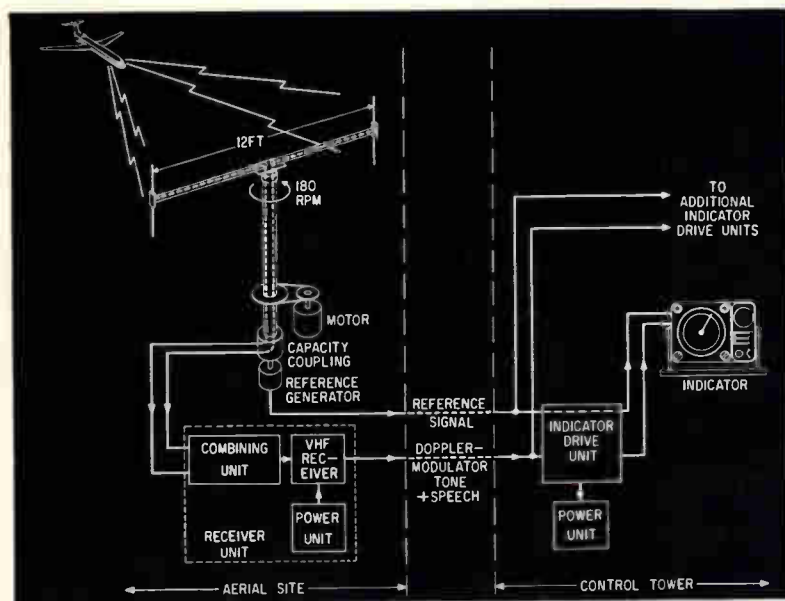 12FT
180
RPM
TO
ADDITIONAL
INDICATOR
DRIVE UNITS
MOTOR
CAPACITY
COUPLING
REFERENCE
GENERATOR
INDICATOR
REFERENCE
SIGNAL
COMBINING
UNIT
VHF
REC-
EIVER
DOPPLER-
MODULATOR
TONE
+SPEECH
INDICATOR
DRIVE
UNIT
POWER
UNIT
RECEIVER
UNIT
POWER
UNIT
AERIAL SITE
CONTROL TOWER